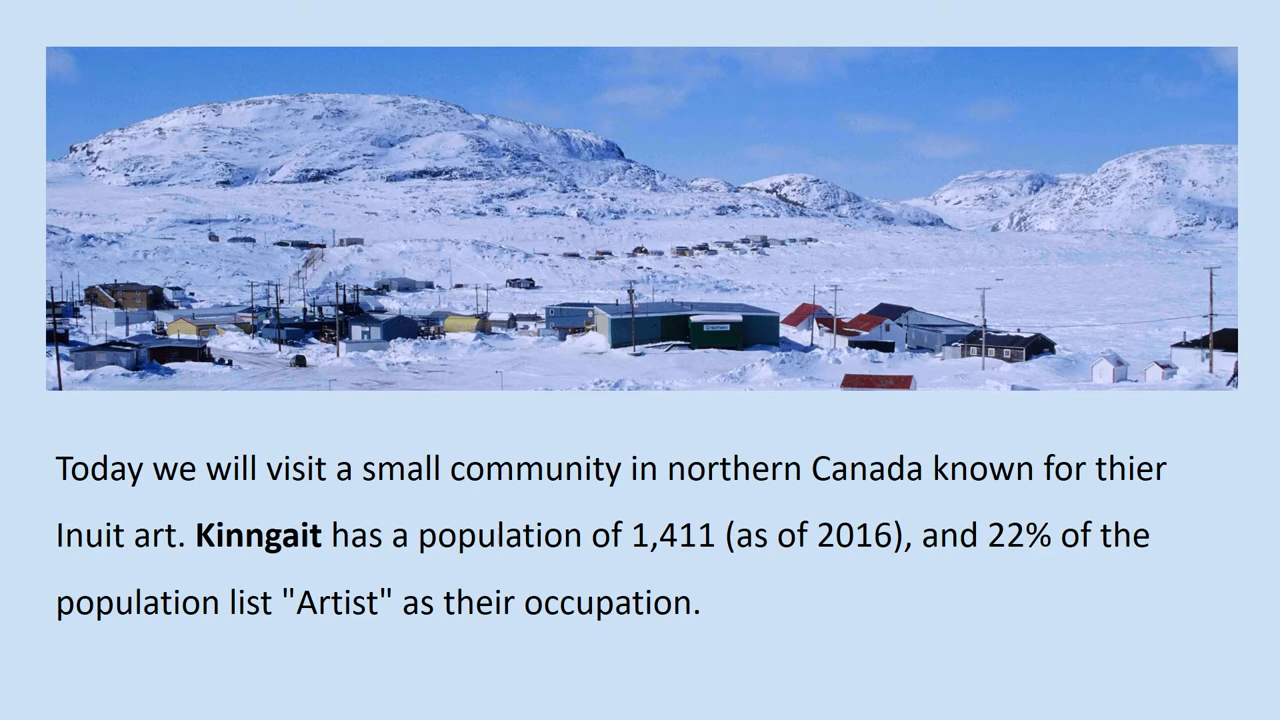 Today we will visit a small community in northern Canada known for thier
Inuit art. Kinngait has a population of 1,411 (as of 2016), and 22% of the
population list "Artist" as their occupation.